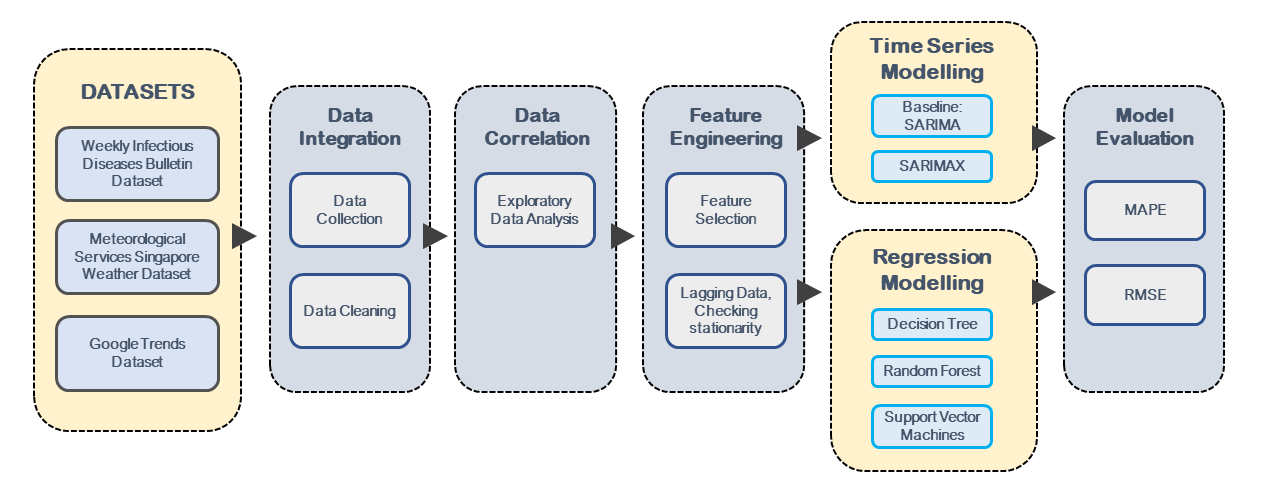 DATASETS
Weekly Infectious
Diseases Bulletin
Dataset
Meteorological
Services Singapore
Weather Dataset
Google Trends
Dataset
Data
Integration
Data
Collection
Data Cleaning
Data
Correlation
Exploratory
Data Analysis
Feature
Engineering
Feature
Selection
Lagging Data,
Checking
stationarity
Time Series
Modelling
Baseline:
SARIMA
SARIMAX
Regression
Modelling
Decision Tree
Random Forest
Support Vector
Machines
Model
Evaluation
MAPE
RMSE